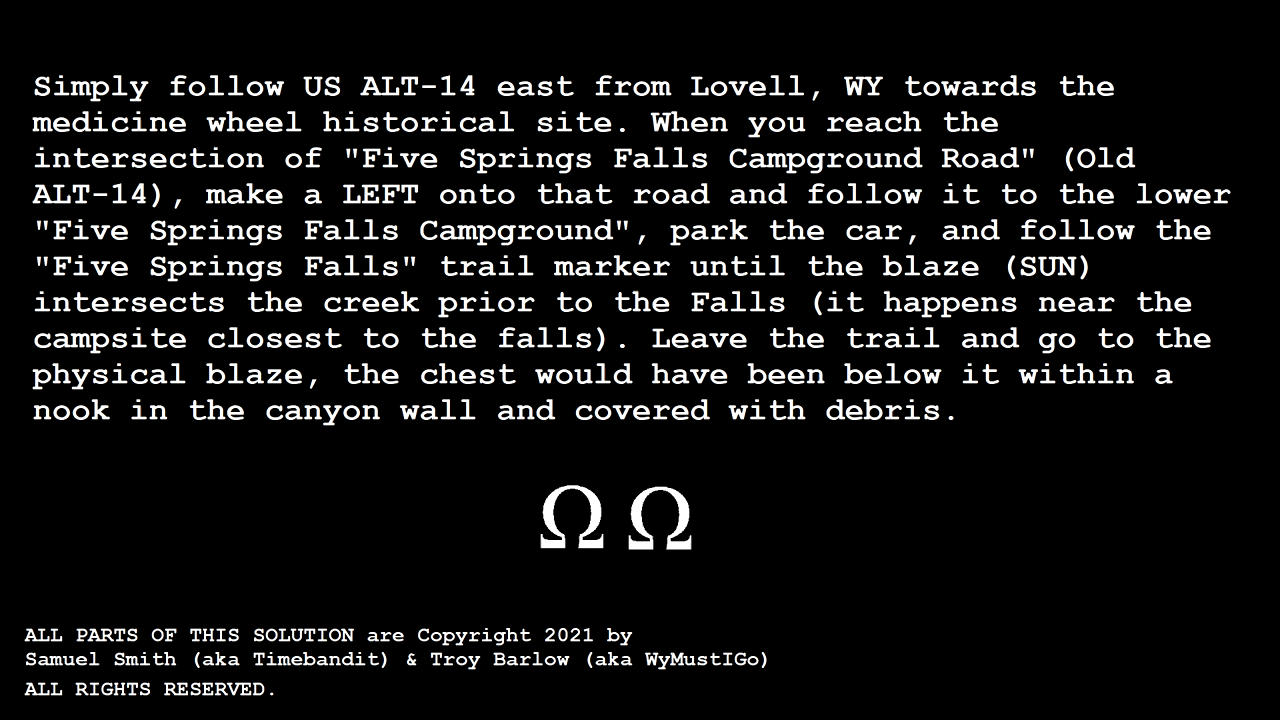 Simply follow US ALT-14 east from Lovell, WY towards the
medicine wheel historical site. When you reach the
intersection of "Five Springs Falls Campground Road" (Old
ALT-14), make a LEFT onto that road and follow it to the lower
"Five Springs Falls Campground", park the car, and follow the
"Five Springs Falls" trail marker until the blaze (SUN)
intersects the creek prior to the Falls (it happens near the
campsite closest to the falls). Leave the trail and go to the
physical blaze, the chest would have been below it within a
nook in the canyon wall and covered with debris.
Ω Ω
ALL PARTS OF THIS SOLUTION are Copyright 2021 by
Samuel Smith (aka Timebandit) & Troy Barlow (aka WyMustIGo)
ALL RIGHTS RESERVED.